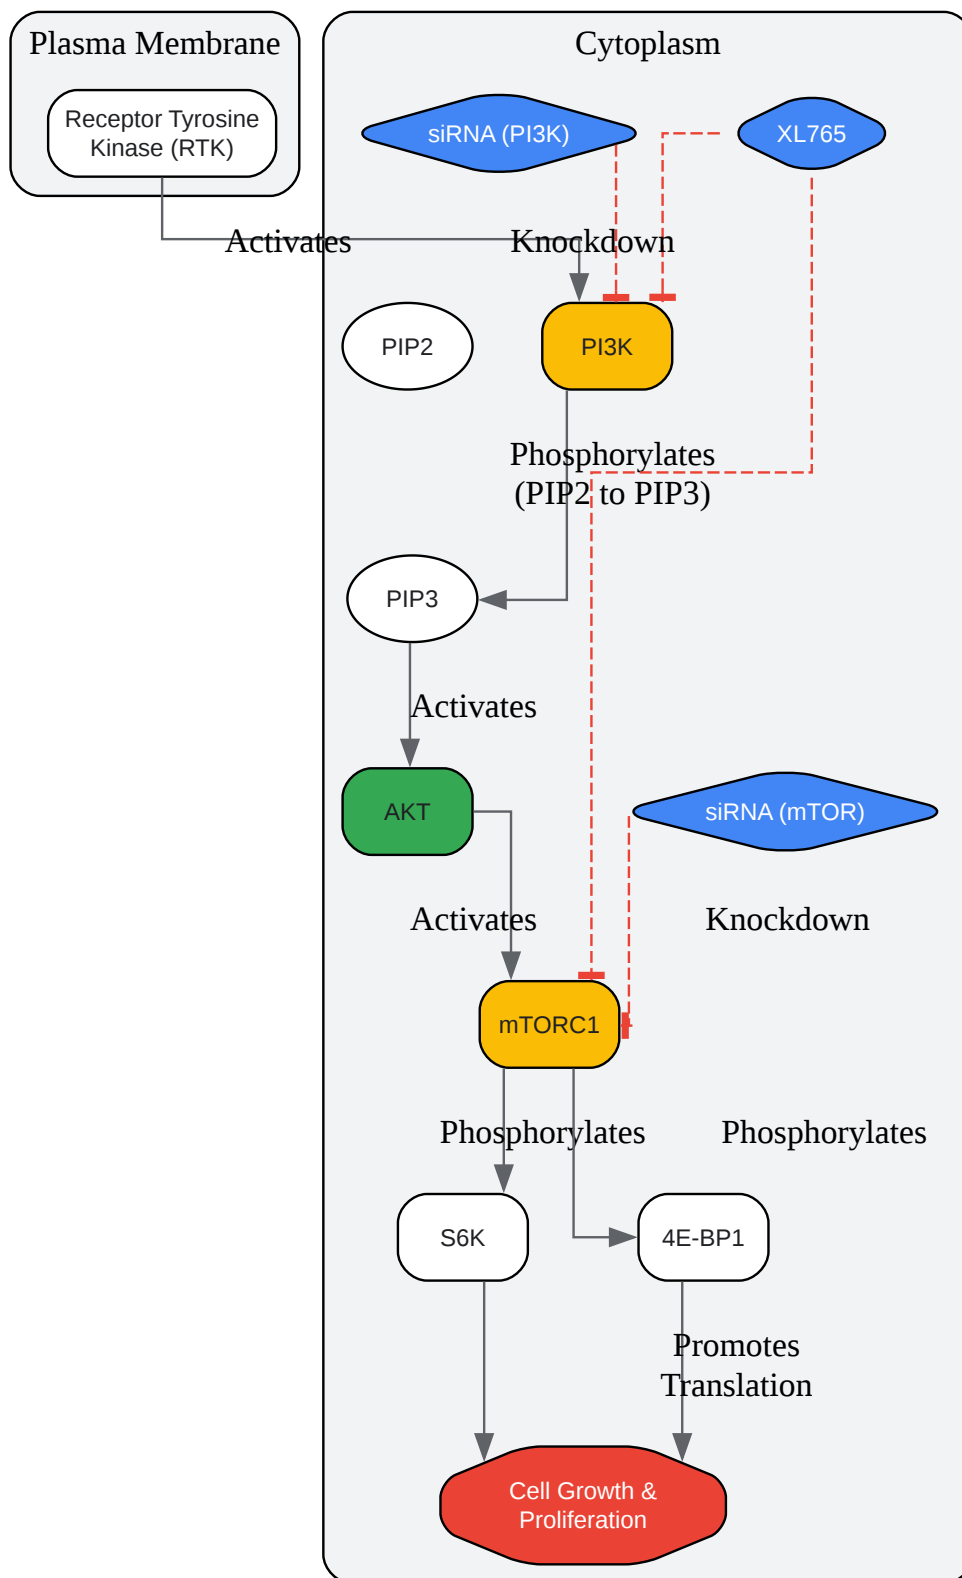 Plasma Membrane
Cytoplasm
Receptor Tyrosine
Kinase (RTK)
siRNA (PI3K)
XL765
Activates
Knockdown
PIP2
PI3K
Phosphorylates
(PIP2 to PIP3)
PIP3
Activates
AKT
siRNA (mTOR)
Activates
Knockdown
mTORC1
Phosphorylates
Phosphorylates
S6K
4E-BP1
Promotes
Translation
Cell Growth &
Proliferation